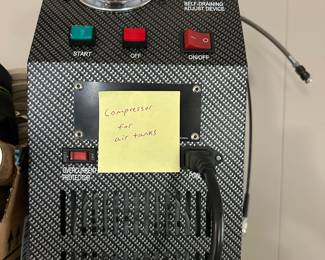 SELF-DRAINING
ADJUST DEVICE
START
OFF
ON/OFF
Compressor
for
air tanks
OVERCURRENT
PROTECTOR